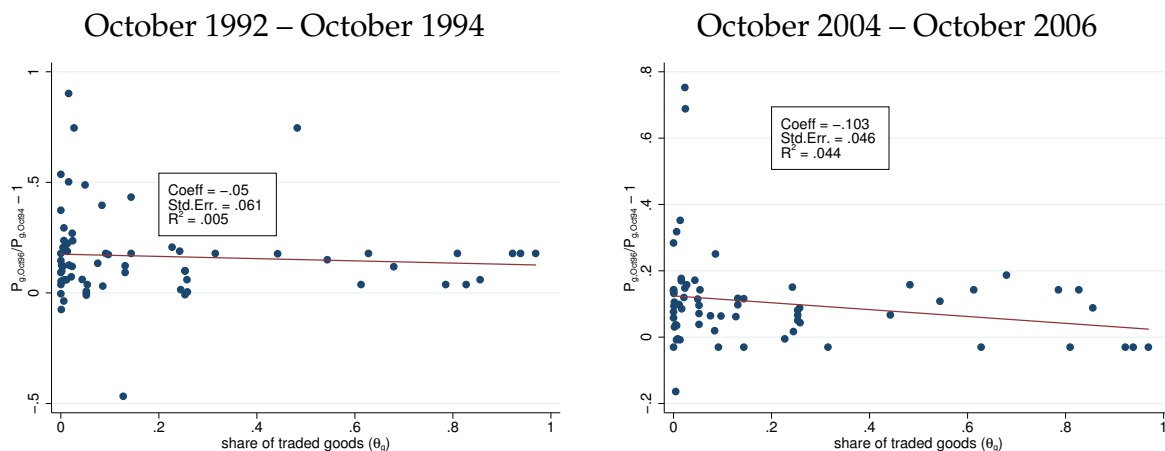 October 1992 – October 1994
1
.5
0
-.5
P_g,Oct96/P_g,Oct94 − 1
Coeff = −.05
Std.Err. = .061
R² = .005
0 .2 .4 .6 .8 1
share of traded goods (θ_g)
October 2004 – October 2006
.8
.6
.4
.2
0
-.2
P_g,Oct96/P_g,Oct94 − 1
Coeff = −.103
Std.Err. = .046
R² = .044
0 .2 .4 .6 .8 1
share of traded goods (θ_g)